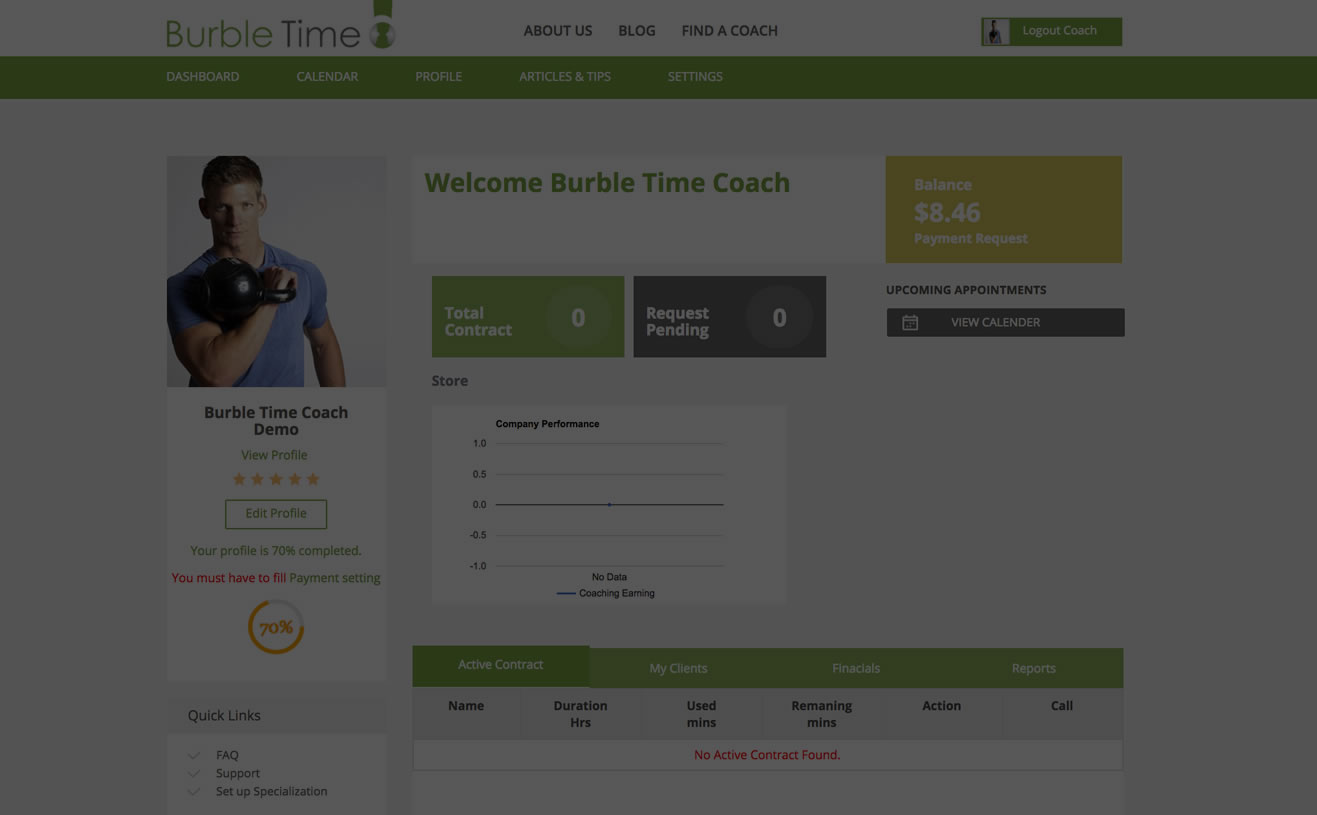 Burble Time
ABOUT US
BLOG
FIND A COACH
Logout Coach
DASHBOARD
CALENDAR
PROFILE
ARTICLES & TIPS
SETTINGS
Welcome Burble Time Coach
Balance
$8.46
Payment Request
Total
Contract
0
Request
Pending
0
UPCOMING APPOINTMENTS
VIEW CALENDER
Store
Company Performance
1.0
0.5
0.0
-0.5
-1.0
No Data
Coaching Earning
Burble Time Coach
Demo
View Profile
Edit Profile
Your profile is 70% completed.
You must have to fill Payment setting
70%
Quick Links
FAQ
Support
Set up Specialization
Active Contract
My Clients
Finacials
Reports
Name
Duration
Hrs
Used
mins
Remaning
mins
Action
Call
No Active Contract Found.